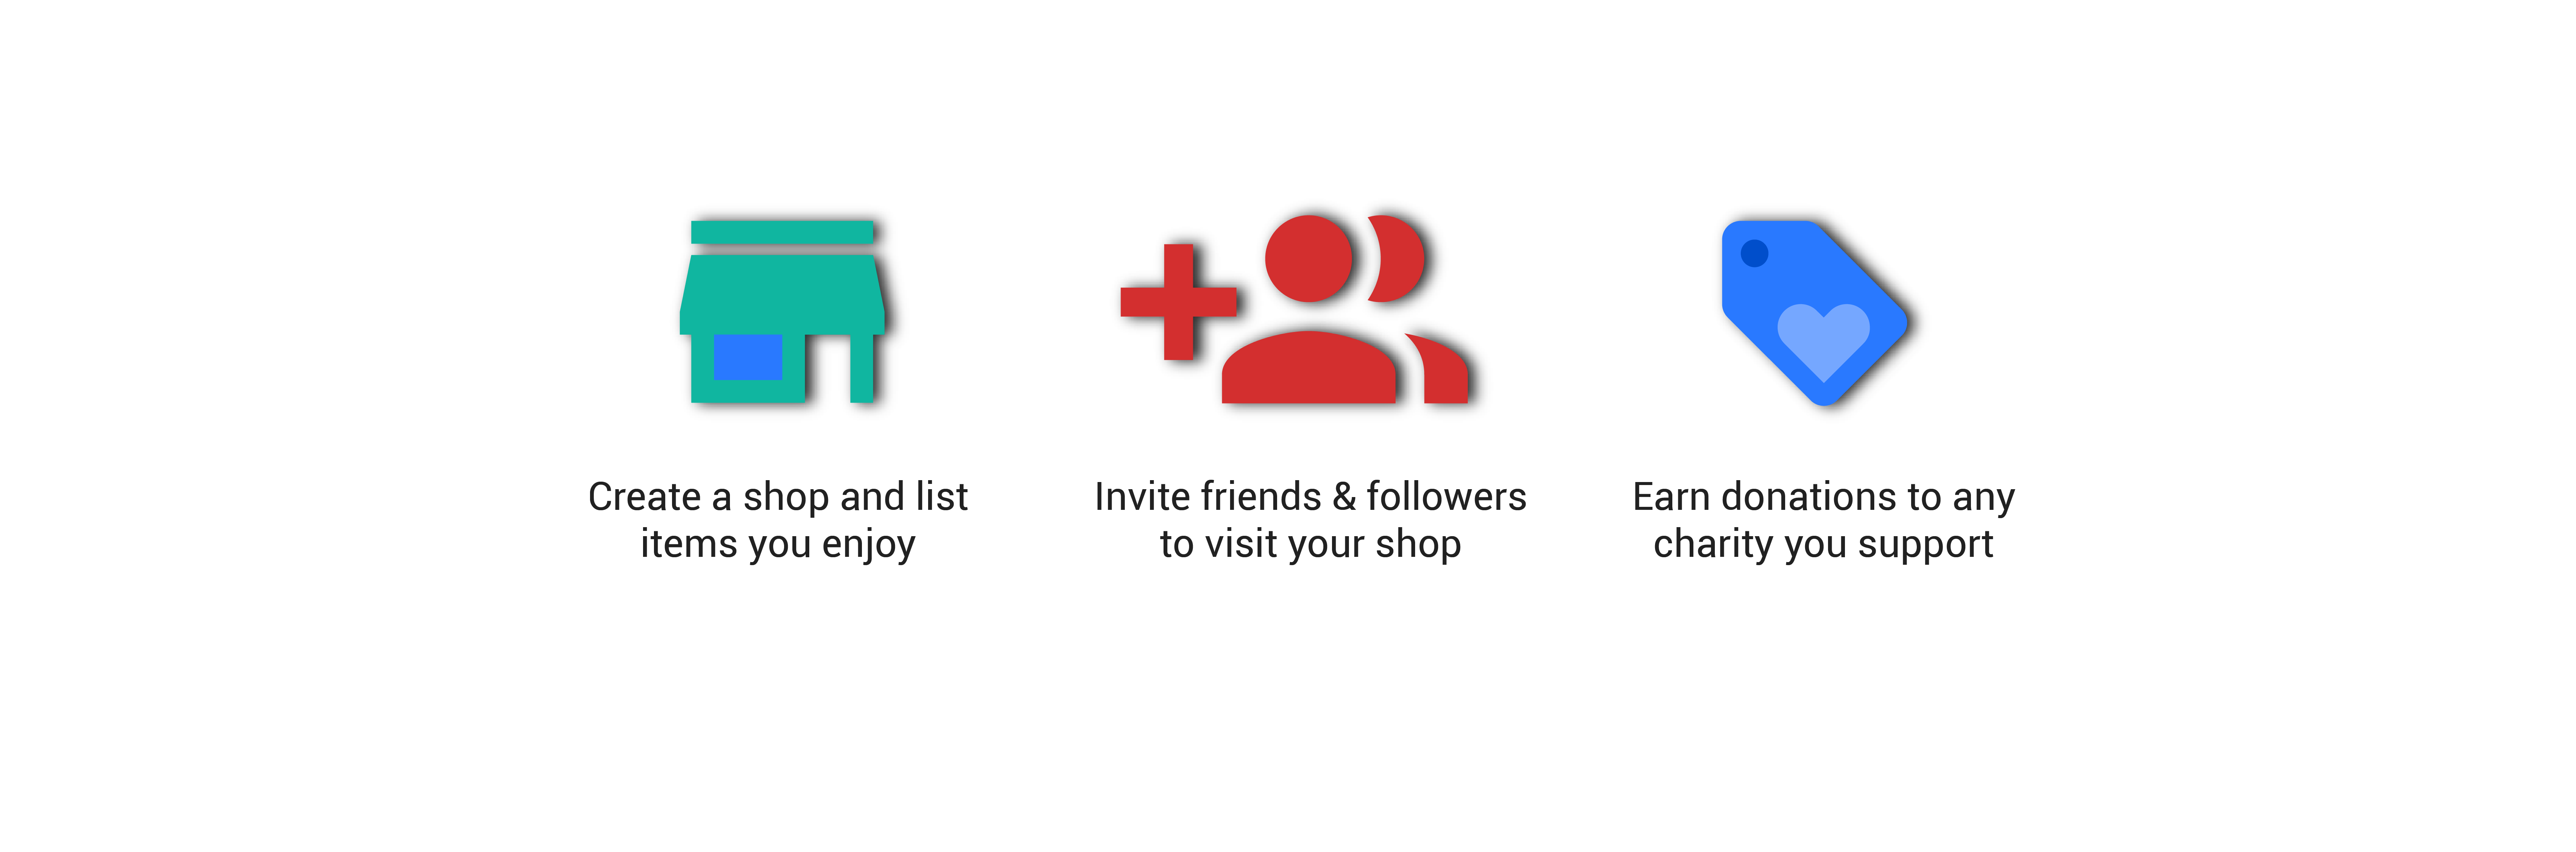 Create a shop and list
items you enjoy
Invite friends & followers
to visit your shop
Earn donations to any
charity you support